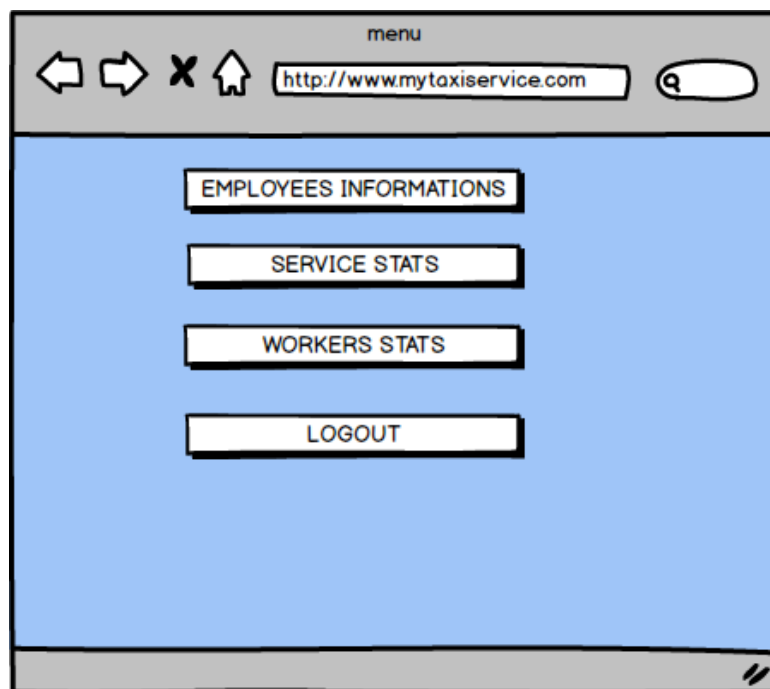 menu
http://www.mytaxiservice.com
EMPLOYEES INFORMATIONS
SERVICE STATS
WORKERS STATS
LOGOUT